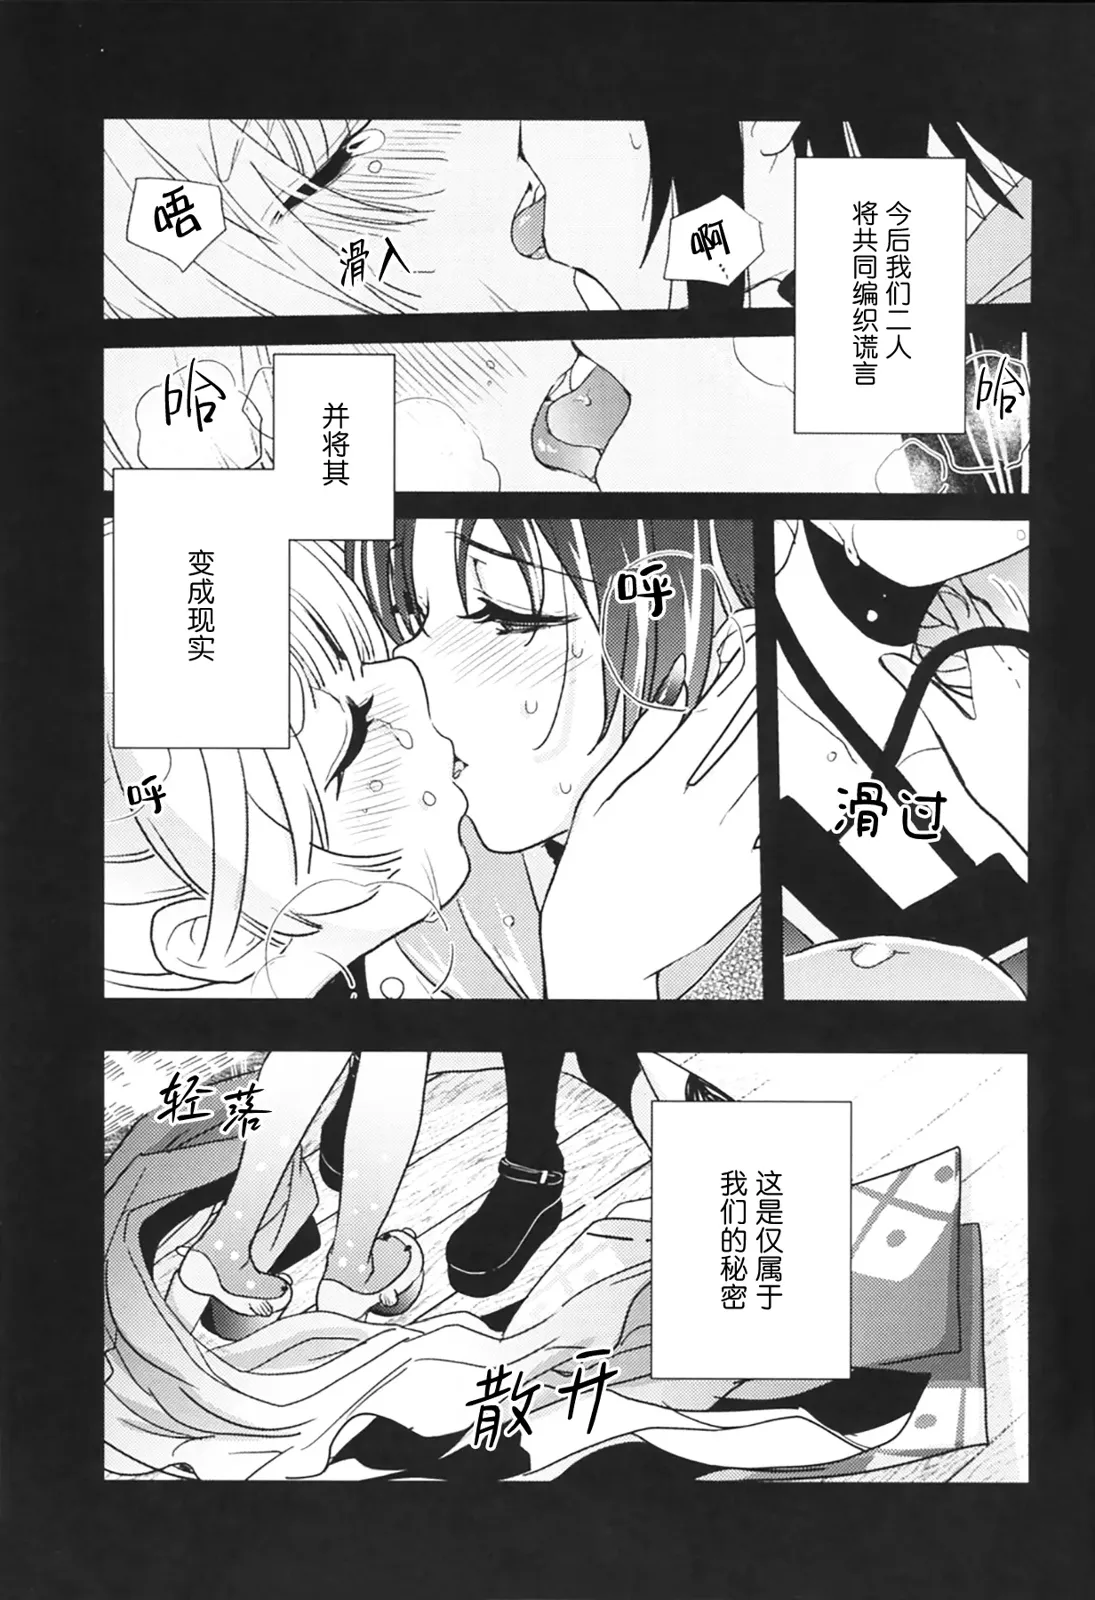 今后我们二人
将共同编织谎言
啊…
滑入
唔
哈
并将其
变成现实
哈
滑过
呼
呼
轻落
这是仅属于
我们的秘密
散开